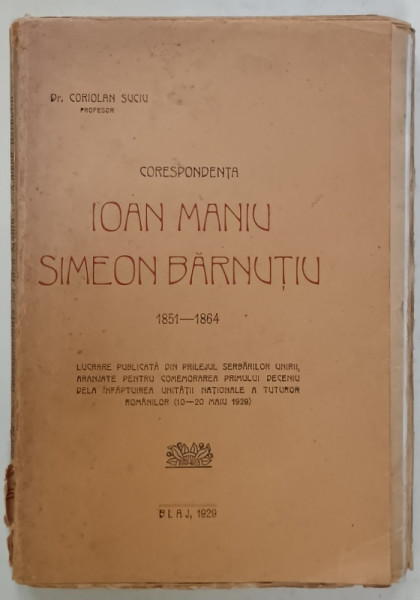 Dr. CORIOLAN SUCIU
PROFESOR
CORESPONDENȚA
IOAN MANIU
SIMEON BĂRNUȚIU
1851—1864
LUCRARE PUBLICATĂ DIN PRILEJUL SERBĂRILOR UNIRII,
ARANJATE PENTRU COMEMORAREA PRIMULUI DECENIU
DELA ÎNFĂPTUIREA UNITĂȚII NAȚIONALE A TUTUROR
ROMÂNILOR (10—20 MAIU 1929)
BLAJ, 1929